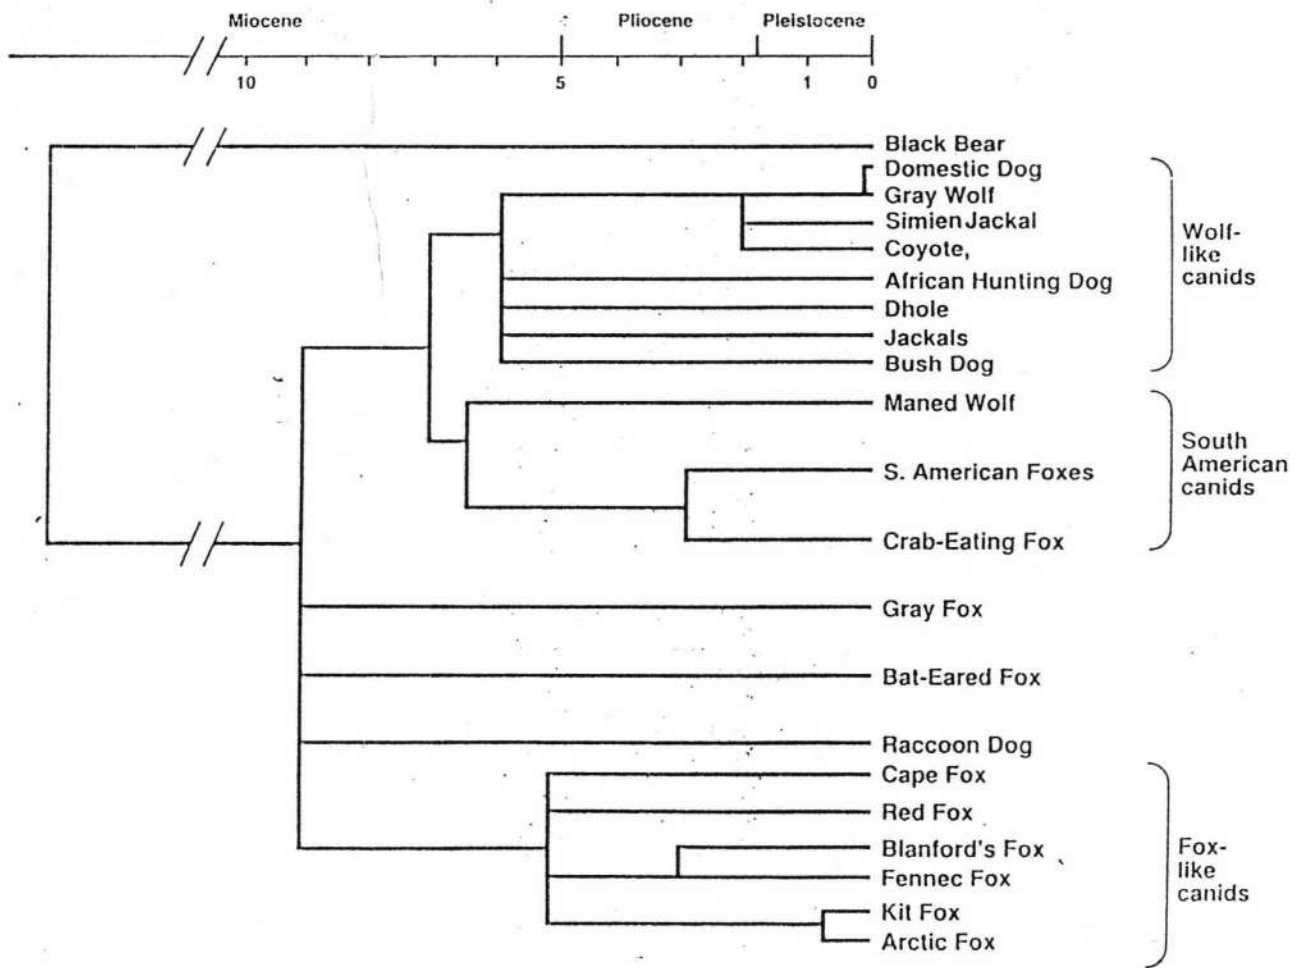 Miocene Pliocene Pleistocene
10 5 1 0
Black Bear
Domestic Dog
Gray Wolf
Simien Jackal
Coyote,
African Hunting Dog
Dhole
Jackals
Bush Dog
Wolf-
like
canids
Maned Wolf
S. American Foxes
Crab-Eating Fox
South
American
canids
Gray Fox
Bat-Eared Fox
Raccoon Dog
Cape Fox
Red Fox
Blanford's Fox
Fennec Fox
Kit Fox
Arctic Fox
Fox-
like
canids